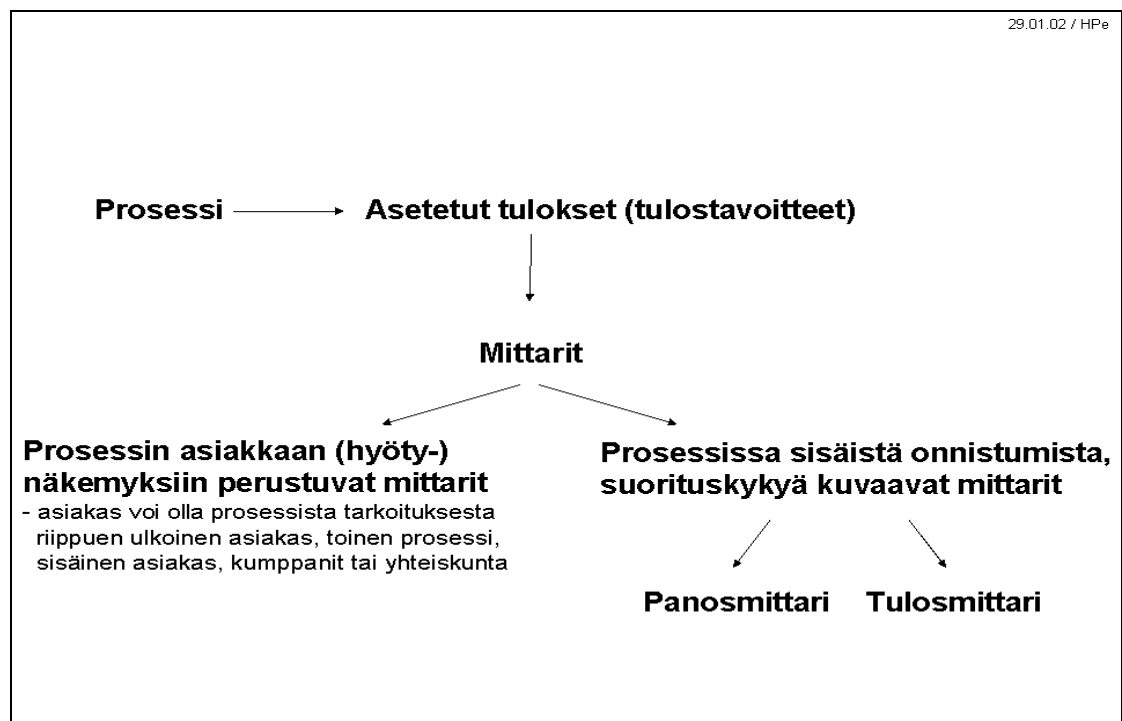 29.01.02 / HPe
Prosessi
Asetetut tulokset (tulostavoitteet)
Mittarit
Prosessin asiakkaan (hyöty-)
näkemyksiin perustuvat mittarit
- asiakas voi olla prosessista tarkoituksesta
riippuen ulkoinen asiakas, toinen prosessi,
sisäinen asiakas, kumppanit tai yhteiskunta
Prosessissa sisäistä onnistumista,
suorituskykyä kuvaavat mittarit
Panosmittari
Tulosmittari